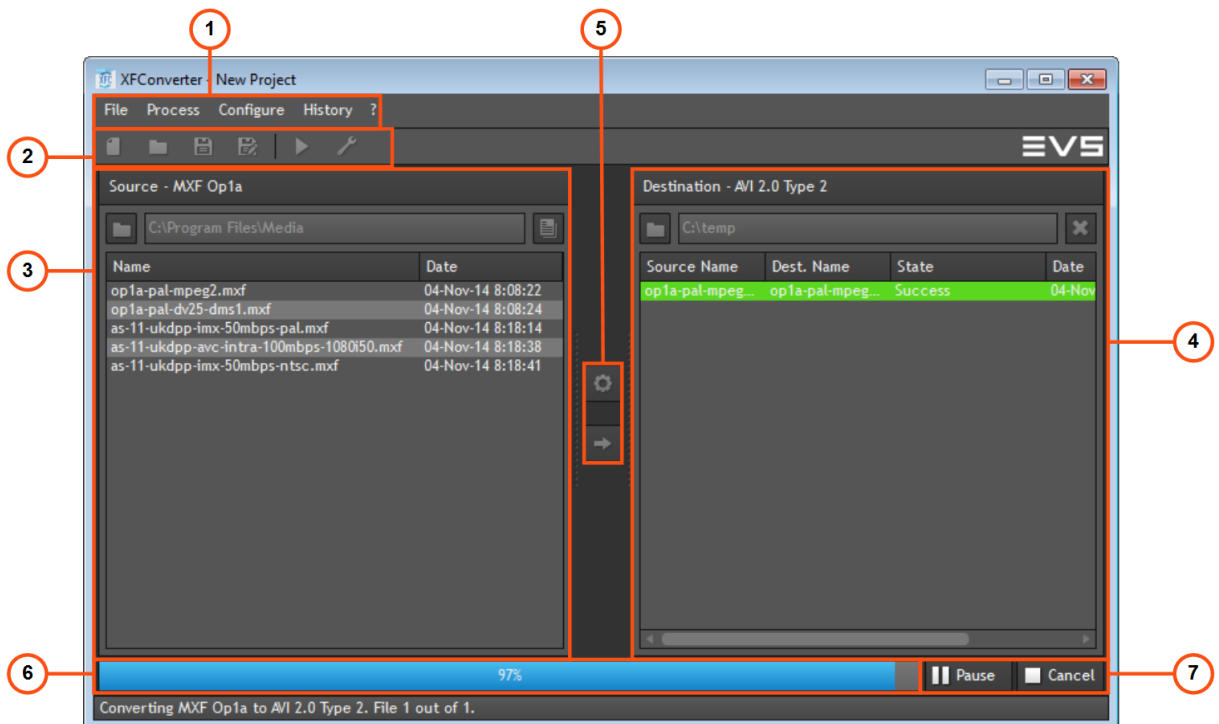 1
5
XFConverter - New Project
File Process Configure History ?
2
EVS
Source - MXF Op1a
Destination - AVI 2.0 Type 2
C:\Program Files\Media
C:\temp
3
Name Date
Source Name Dest. Name State Date
op1a-pal-mpeg2.mxf 04-Nov-14 8:08:22
op1a-pal-mpeg... op1a-pal-mpeg... Success 04-Nov
op1a-pal-dv25-dms1.mxf 04-Nov-14 8:08:24
as-11-ukdpp-imx-50mbps-pal.mxf 04-Nov-14 8:18:14
as-11-ukdpp-avc-intra-100mbps-1080i50.mxf 04-Nov-14 8:18:38
as-11-ukdpp-imx-50mbps-ntsc.mxf 04-Nov-14 8:18:41
4
6
97%
Pause
Cancel
7
Converting MXF Op1a to AVI 2.0 Type 2. File 1 out of 1.